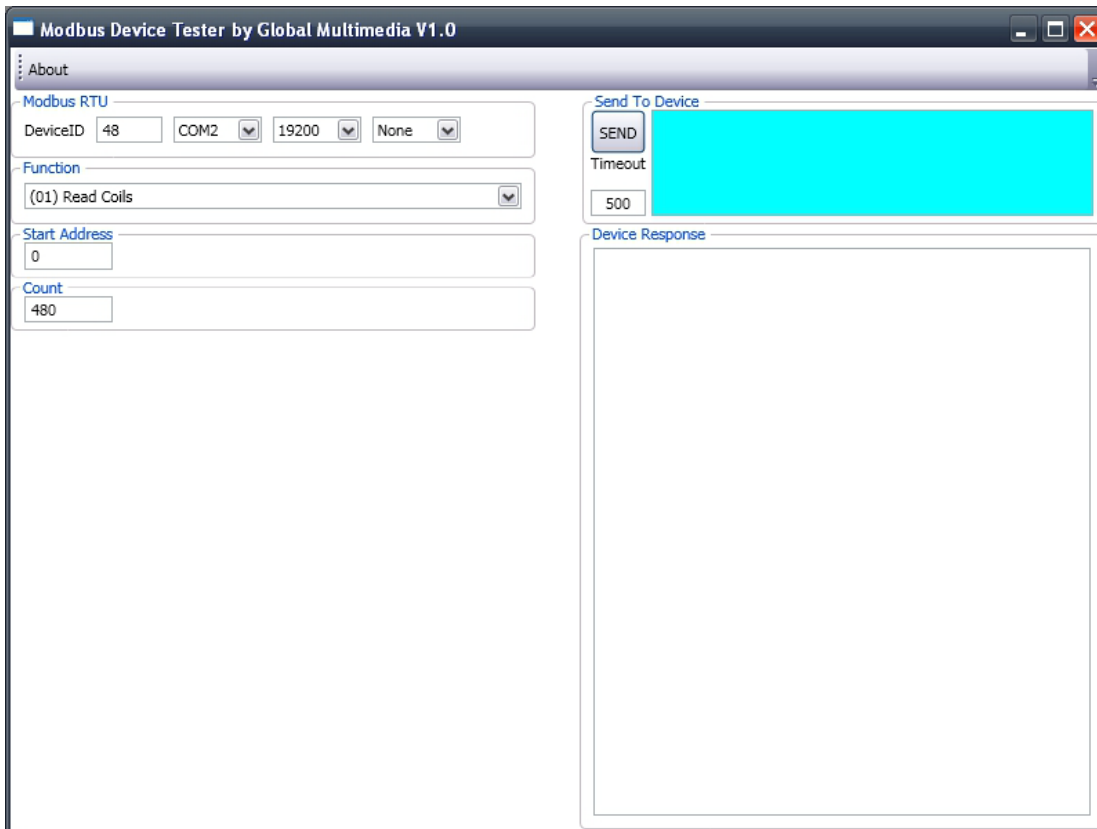 Modbus Device Tester by Global Multimedia V1.0
About
Modbus RTU
DeviceID 48 COM2 19200 None
Function
(01) Read Coils
Start Address
0
Count
480
Send To Device
SEND
Timeout
500
Device Response